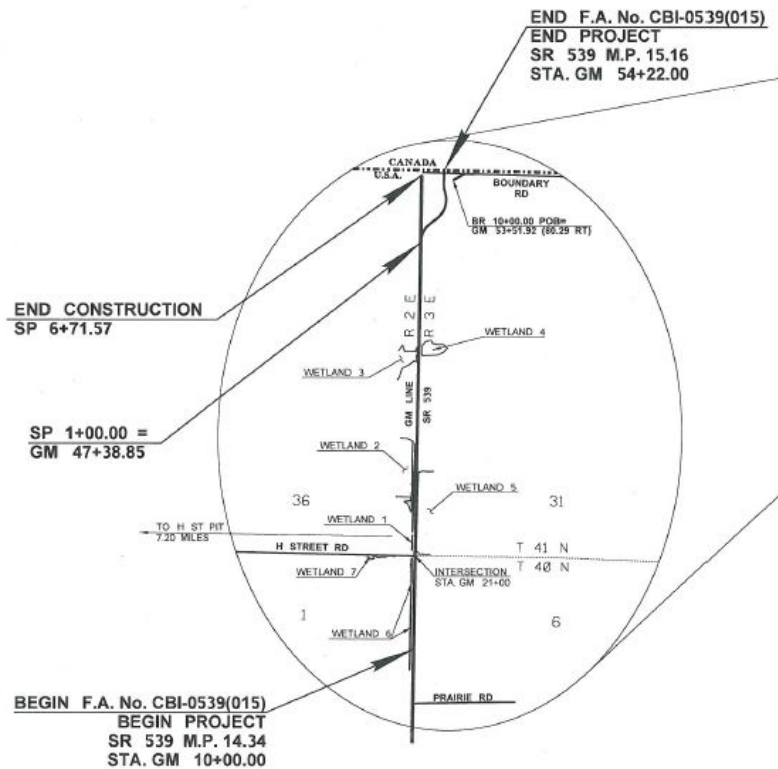 END F.A. No. CBI-0539(015)
END PROJECT
SR 539 M.P. 15.16
STA. GM 54+22.00
CANADA
U.S.A.
BOUNDARY
RD
BR 10+00.00 POB=
GM 53+51.92 (80.29 RT)
END CONSTRUCTION
SP 6+71.57
R 2 E
R 3 E
WETLAND 4
WETLAND 3
GM LINE
SR 539
SP 1+00.00 =
GM 47+38.85
WETLAND 2
WETLAND 5
36
31
WETLAND 1
TO H ST PIT
7.20 MILES
H STREET RD
T 41 N
T 40 N
WETLAND 7
INTERSECTION
STA. GM 21+00
1
6
WETLAND 6
PRAIRIE RD
BEGIN F.A. No. CBI-0539(015)
BEGIN PROJECT
SR 539 M.P. 14.34
STA. GM 10+00.00